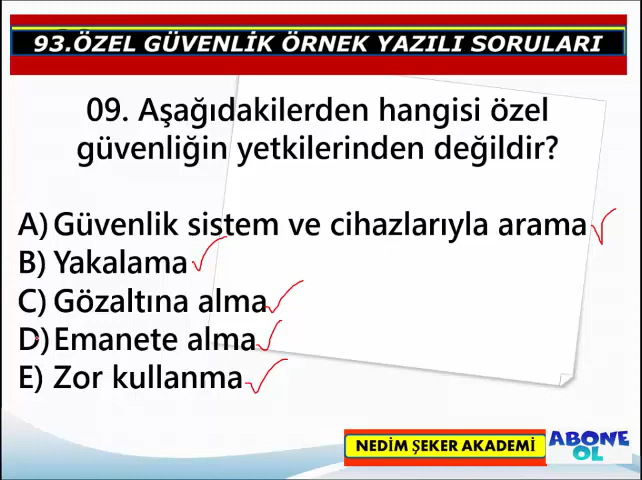 93.ÖZEL GÜVENLİK ÖRNEK YAZILI SORULARI
09. Aşağıdakilerden hangisi özel
güvenliğin yetkilerinden değildir?
A) Güvenlik sistem ve cihazlarıyla arama
B) Yakalama
C) Gözaltına alma
D) Emanete alma
E) Zor kullanma
NEDİM ŞEKER AKADEMİ
ABONE
OL